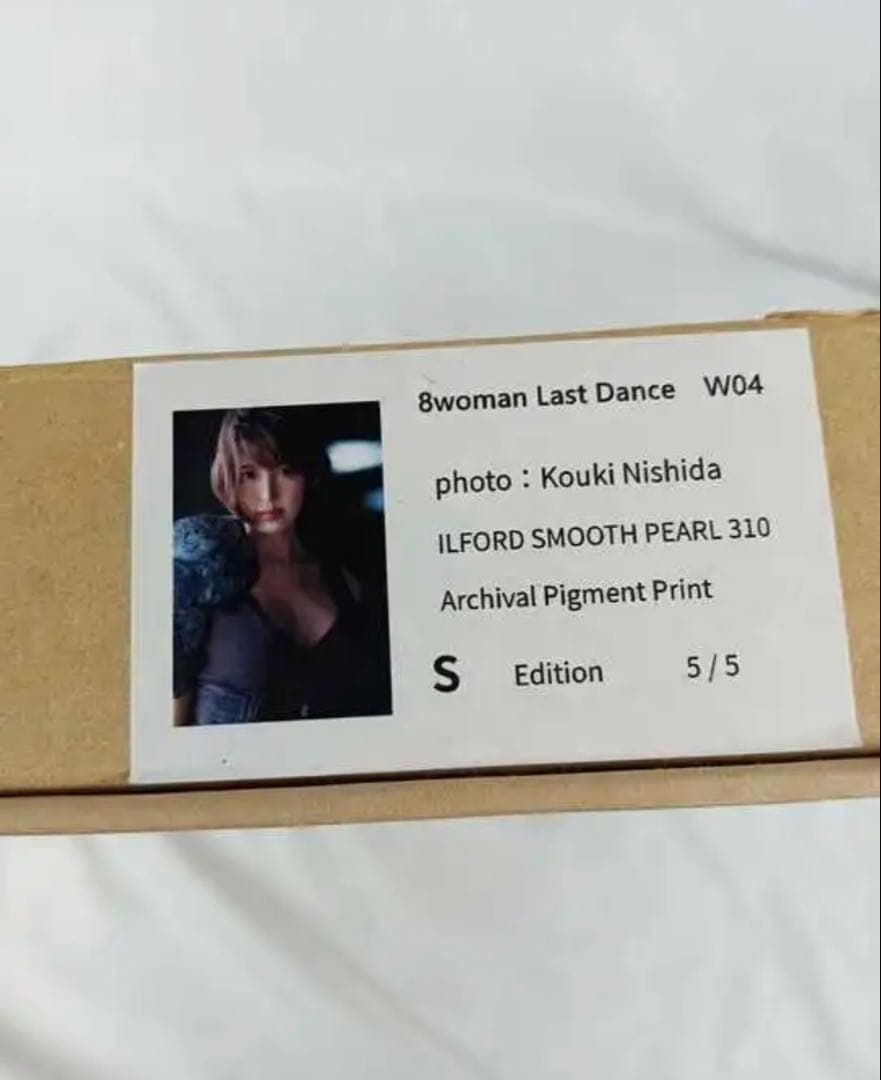 8woman Last Dance W04
photo：Kouki Nishida
ILFORD SMOOTH PEARL 310
Archival Pigment Print
S Edition 5/5